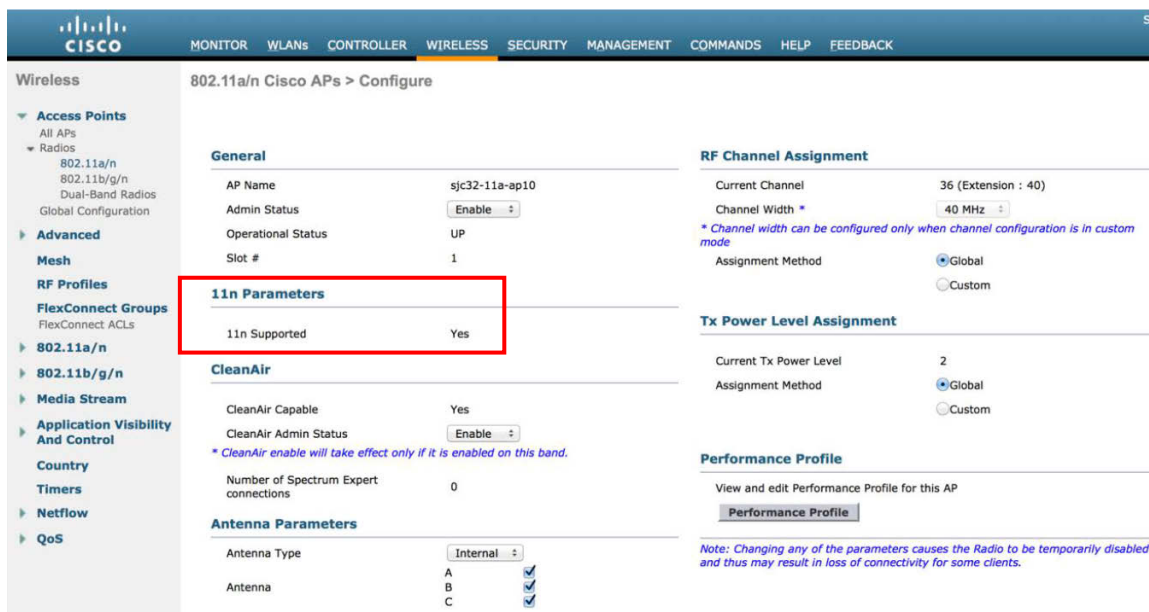 CISCO
MONITOR WLANs CONTROLLER WIRELESS SECURITY MANAGEMENT COMMANDS HELP FEEDBACK
Wireless
Access Points
All APs
Radios
802.11a/n
802.11b/g/n
Dual-Band Radios
Global Configuration
Advanced
Mesh
RF Profiles
FlexConnect Groups
FlexConnect ACLs
802.11a/n
802.11b/g/n
Media Stream
Application Visibility
And Control
Country
Timers
Netflow
QoS
802.11a/n Cisco APs > Configure
General
AP Name sjc32-11a-ap10
Admin Status Enable
Operational Status UP
Slot # 1
11n Parameters
11n Supported Yes
CleanAir
CleanAir Capable Yes
CleanAir Admin Status Enable
* CleanAir enable will take effect only if it is enabled on this band.
Number of Spectrum Expert
connections 0
Antenna Parameters
Antenna Type Internal
Antenna
A
B
C
RF Channel Assignment
Current Channel 36 (Extension : 40)
Channel Width * 40 MHz
* Channel width can be configured only when channel configuration is in custom
mode
Assignment Method Global
Custom
Tx Power Level Assignment
Current Tx Power Level 2
Assignment Method Global
Custom
Performance Profile
View and edit Performance Profile for this AP
Performance Profile
Note: Changing any of the parameters causes the Radio to be temporarily disabled
and thus may result in loss of connectivity for some clients.